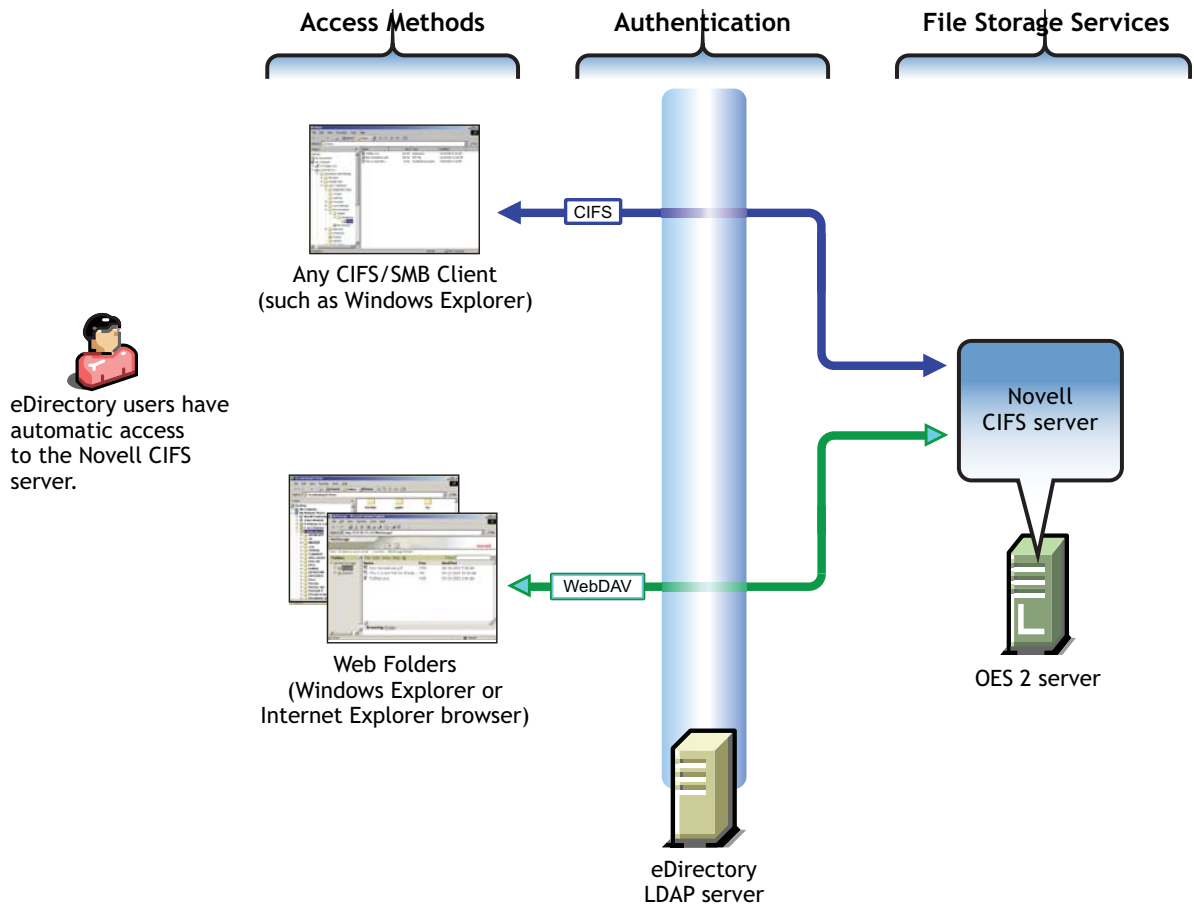 Access Methods
Authentication
File Storage Services
CIFS
Any CIFS/SMB Client
(such as Windows Explorer)
eDirectory users have
automatic access
to the Novell CIFS
server.
Novell
CIFS server
WebDAV
Web Folders
(Windows Explorer or
Internet Explorer browser)
OES 2 server
eDirectory
LDAP server